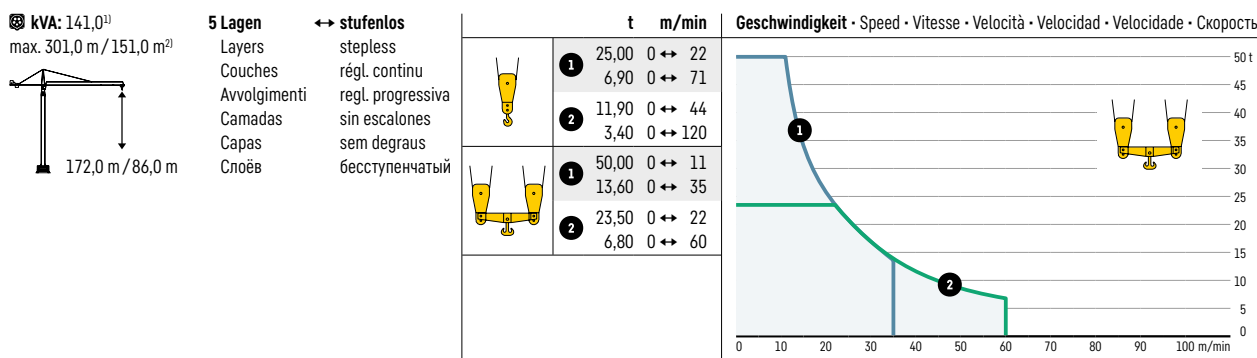 kVA: 141,0¹⁾
max. 301,0 m / 151,0 m²⁾
172,0 m / 86,0 m
5 Lagen ↔ stufenlos
Layers stepless
Couches régl. continu
Avvolgimenti regl. progressiva
Camadas sin escalones
Capas sem degraus
Слоёв бесступенчатый
t m/min
1 25,00 0 ↔ 22
6,90 0 ↔ 71
2 11,90 0 ↔ 44
3,40 0 ↔ 120
1 50,00 0 ↔ 11
13,60 0 ↔ 35
2 23,50 0 ↔ 22
6,80 0 ↔ 60
Geschwindigkeit · Speed · Vitesse · Velocità · Velocidad · Velocidade · Скорость
50 t
45
40
35
30
25
20
15
10
5
0
1
2
0 10 20 30 40 50 60 70 80 90 100 m/min